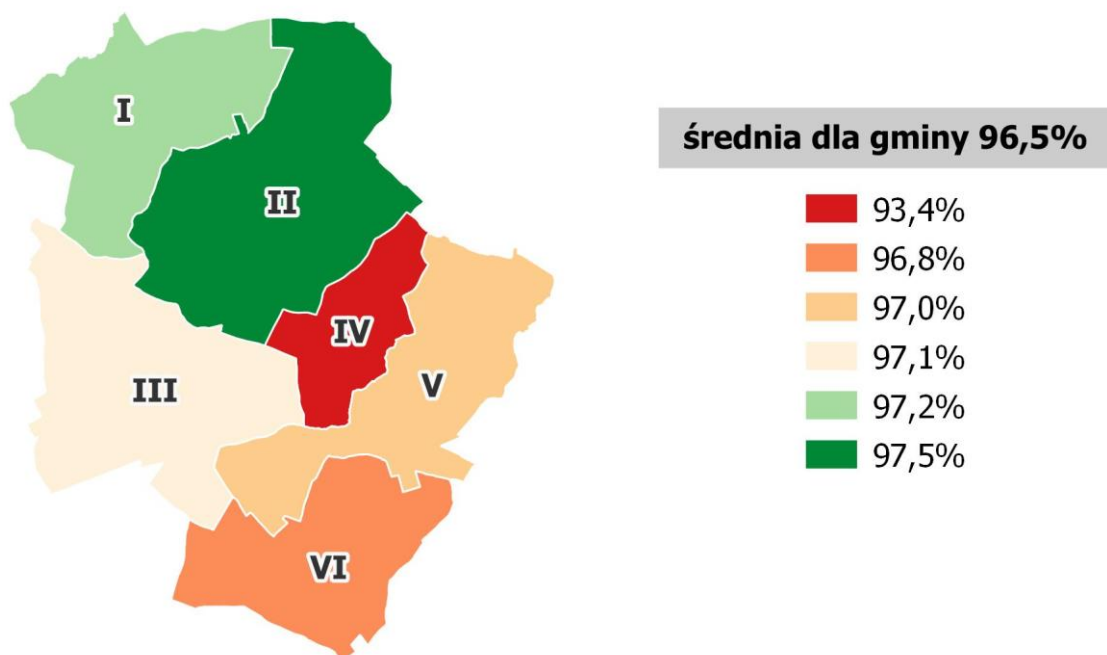 I
II
III
IV
V
VI
średnia dla gminy 96,5%
93,4%
96,8%
97,0%
97,1%
97,2%
97,5%